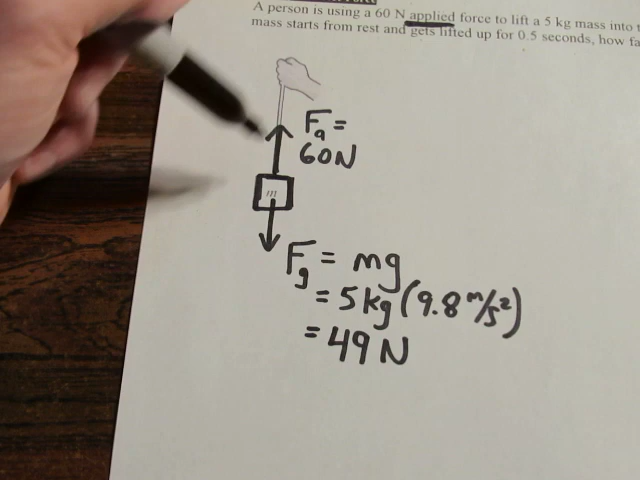 A person is using a 60 N applied force to lift a 5 kg mass into
mass starts from rest and gets lifted up for 0.5 seconds, how
Fa =
60N
m
Fg = mg
= 5kg (9.8 m/s²)
= 49 N